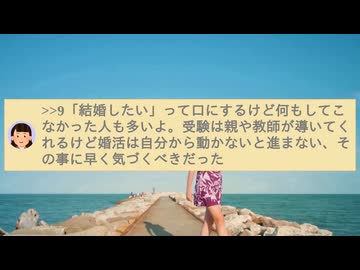 >>9「結婚したい」って口にするけど何もしてこ
なかった人も多いよ。受験は親や教師が導いてく
れるけど婚活は自分から動かないと進まない、そ
の事に早く気づくべきだった